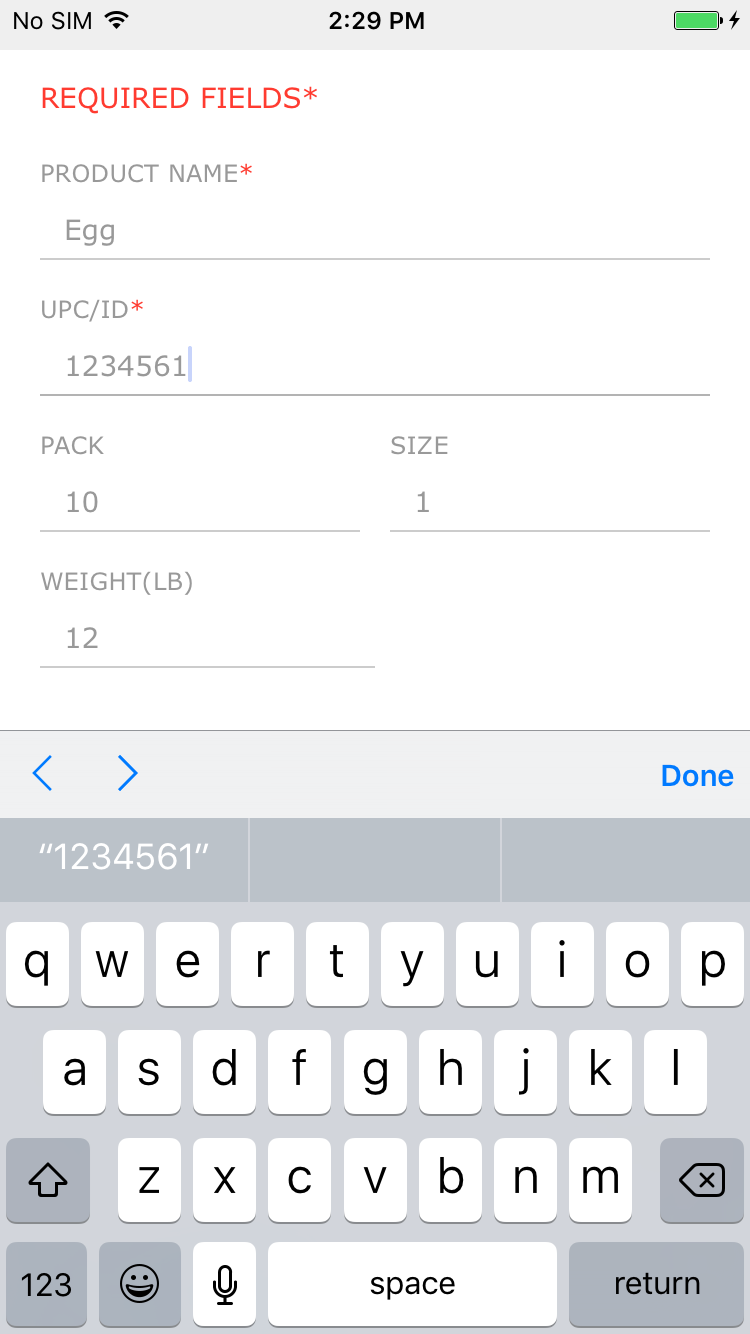 No SIM 2:29 PM
REQUIRED FIELDS*
PRODUCT NAME*
Egg
UPC/ID*
1234561
PACK SIZE
10 1
WEIGHT(LB)
12
Done
“1234561”
q w e r t y u i o p
a s d f g h j k l
z x c v b n m
123 space return